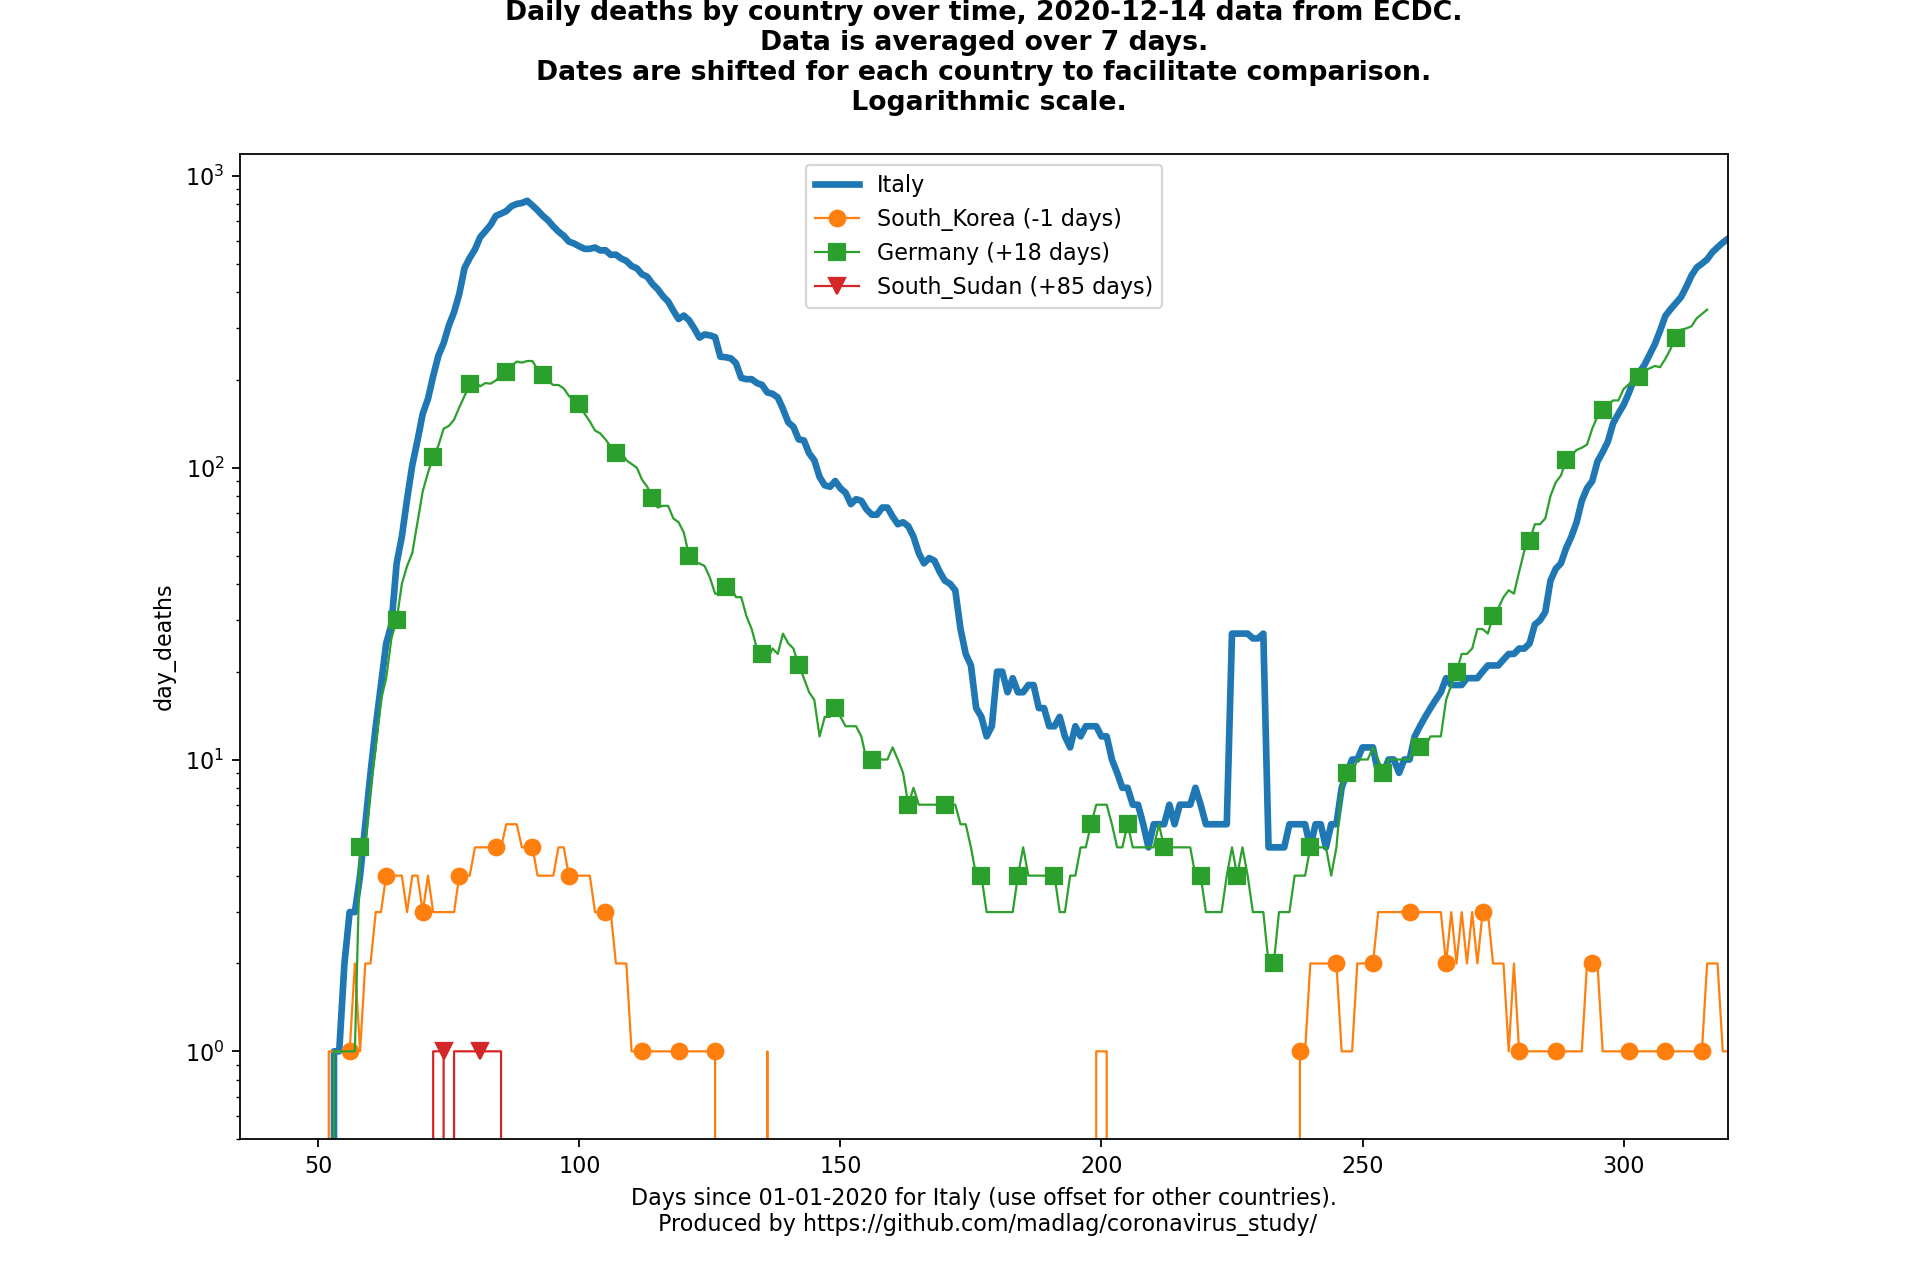 Daily deaths by country over time, 2020-12-14 data from ECDC.
Data is averaged over 7 days.
Dates are shifted for each country to facilitate comparison.
Logarithmic scale.
Italy
South_Korea (-1 days)
Germany (+18 days)
South_Sudan (+85 days)
day_deaths
10³
10²
10¹
10⁰
50 100 150 200 250 300
Days since 01-01-2020 for Italy (use offset for other countries).
Produced by https://github.com/madlag/coronavirus_study/